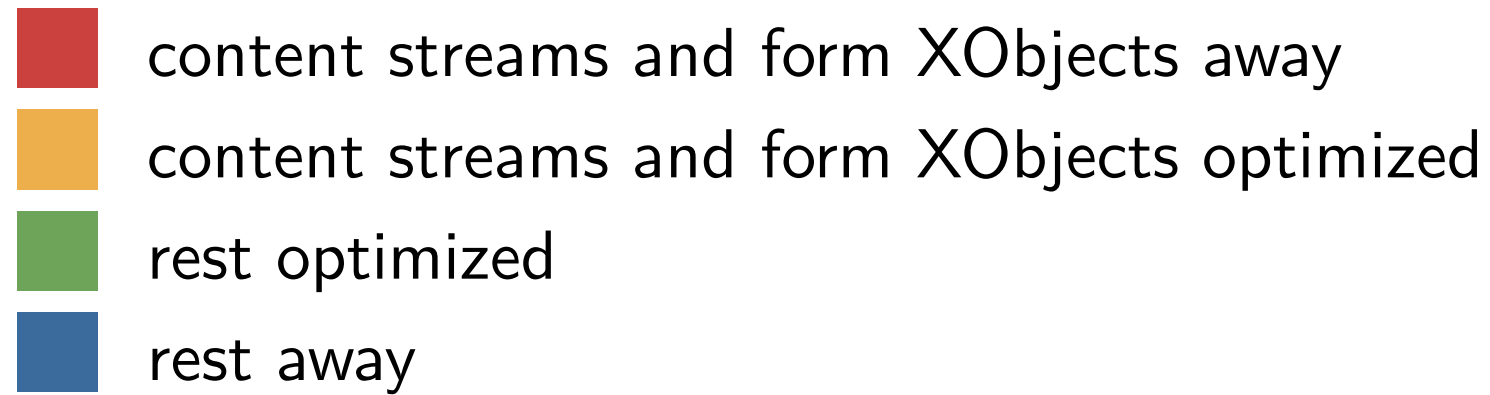 content streams and form XObjects away
content streams and form XObjects optimized
rest optimized
rest away